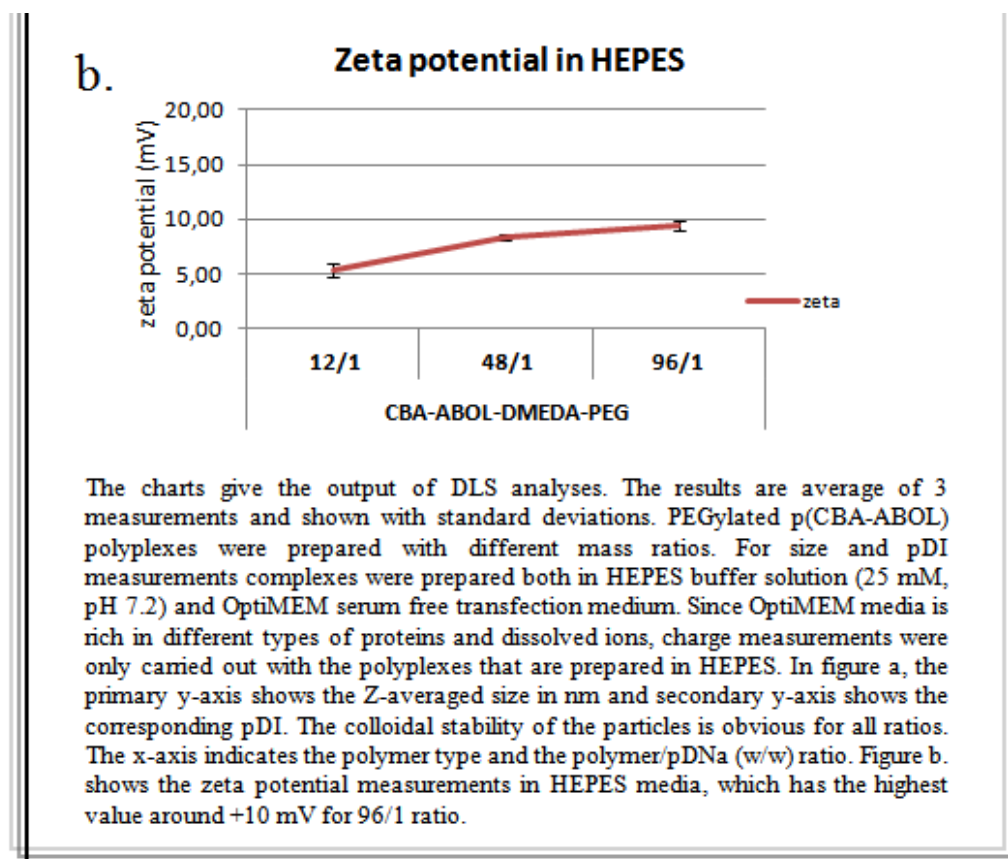 b.
Zeta potential in HEPES
zeta potential (mV)
20,00
15,00
10,00
5,00
0,00
zeta
12/1 48/1 96/1
CBA-ABOL-DMEDA-PEG
The charts give the output of DLS analyses. The results are average of 3
measurements and shown with standard deviations. PEGylated p(CBA-ABOL)
polyplexes were prepared with different mass ratios. For size and pDI
measurements complexes were prepared both in HEPES buffer solution (25 mM,
pH 7.2) and OptiMEM serum free transfection medium. Since OptiMEM media is
rich in different types of proteins and dissolved ions, charge measurements were
only carried out with the polyplexes that are prepared in HEPES. In figure a, the
primary y-axis shows the Z-averaged size in nm and secondary y-axis shows the
corresponding pDI. The colloidal stability of the particles is obvious for all ratios.
The x-axis indicates the polymer type and the polymer/pDNa (w/w) ratio. Figure b.
shows the zeta potential measurements in HEPES media, which has the highest
value around +10 mV for 96/1 ratio.